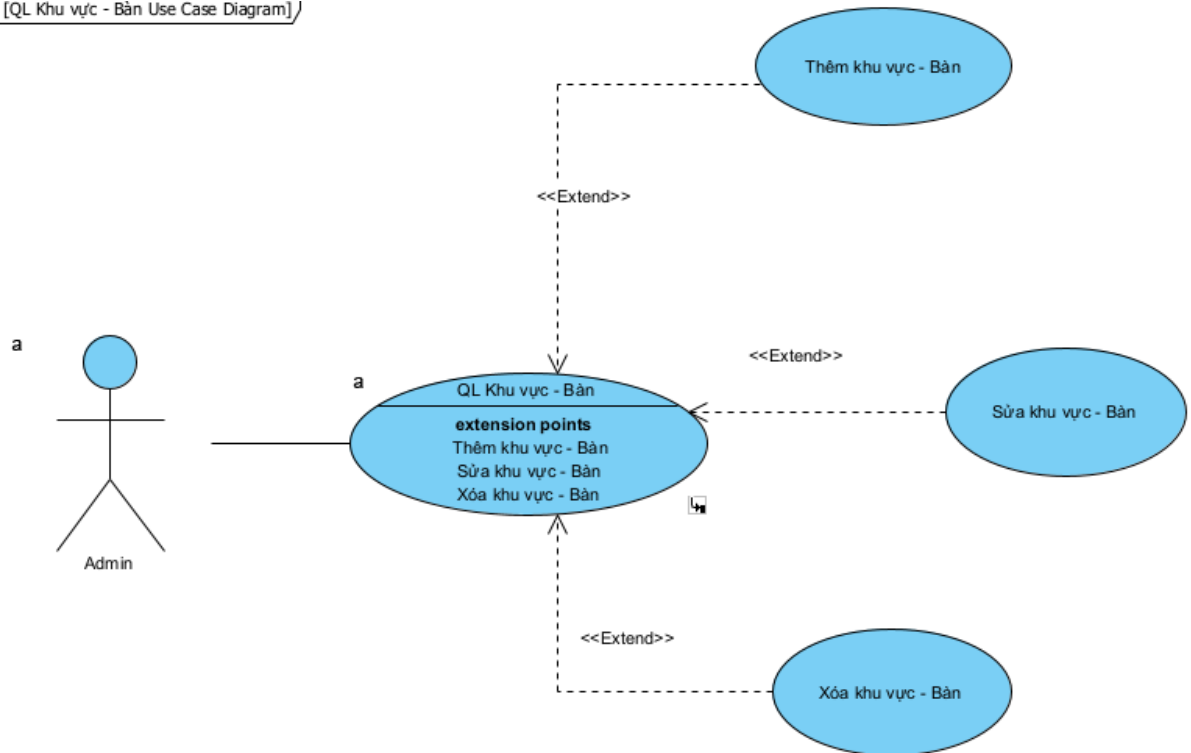 [QL Khu vực - Bàn Use Case Diagram]
Thêm khu vực - Bàn
<<Extend>>
a
<<Extend>>
a
QL Khu vực - Bàn
Sửa khu vực - Bàn
extension points
Thêm khu vực - Bàn
Sửa khu vực - Bàn
Xóa khu vực - Bàn
Admin
<<Extend>>
Xóa khu vực - Bàn